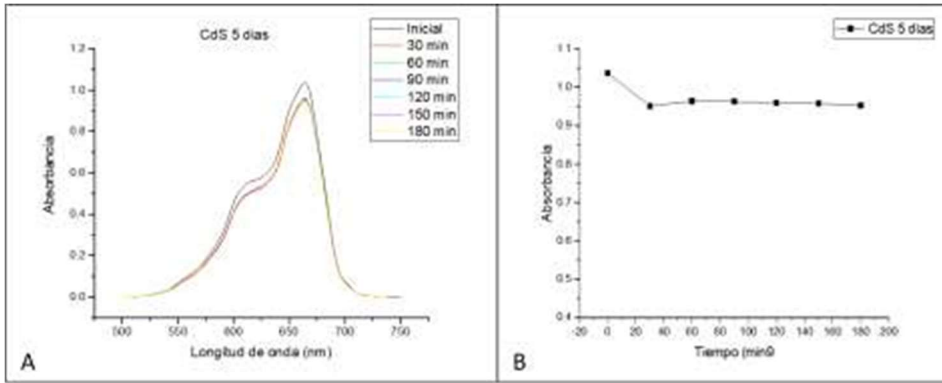 CdS 5 dias
Inicial
30 min
60 min
90 min
120 min
150 min
180 min
Absorbancia
1.2
1.0
0.8
0.6
0.4
0.2
0.0
500 550 600 650 700 750
Longitud de onda (nm)
A
CdS 5 dias
Absorbancia
1.1
1.0
0.9
0.8
0.7
0.6
0.5
0.4
-20 0 20 40 60 80 100 120 140 160 180 200
Tiempo (min9
B